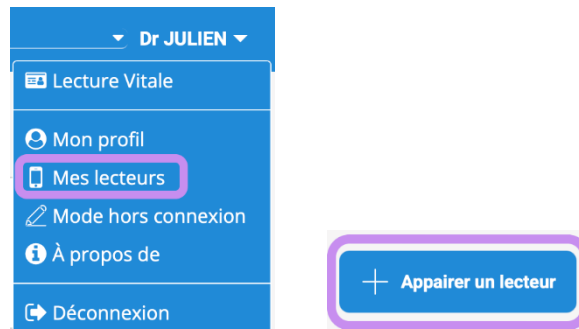 Dr JULIEN
Lecture Vitale
Mon profil
Mes lecteurs
Mode hors connexion
À propos de
Déconnexion
Appairer un lecteur